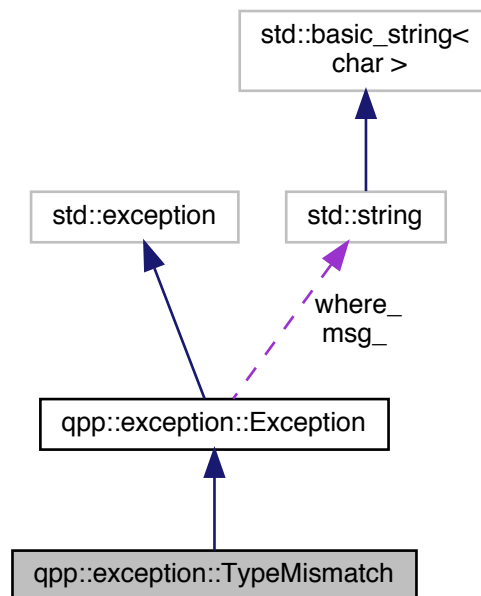 std::basic_string<
char >
std::exception
std::string
where_
msg_
qpp::exception::Exception
qpp::exception::TypeMismatch